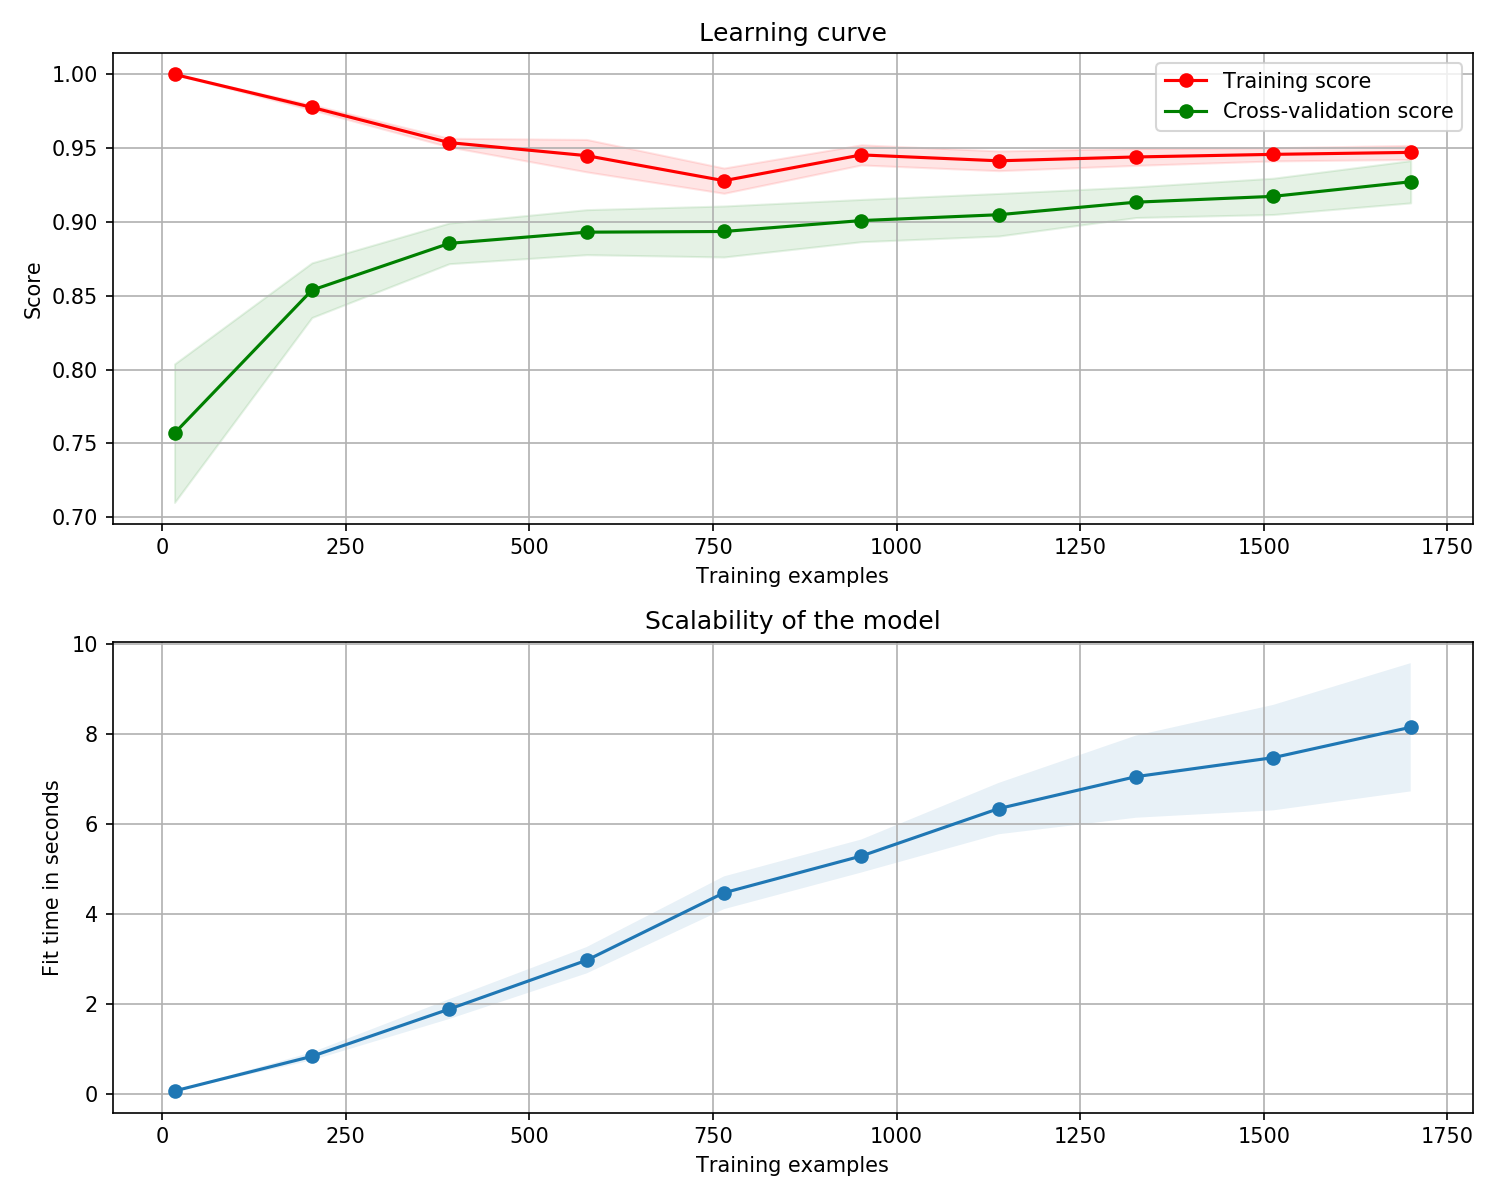 Learning curve
Training score
Cross-validation score
Score
1.00
0.95
0.90
0.85
0.80
0.75
0.70
0 250 500 750 1000 1250 1500 1750
Training examples
Scalability of the model
Fit time in seconds
10
8
6
4
2
0
0 250 500 750 1000 1250 1500 1750
Training examples